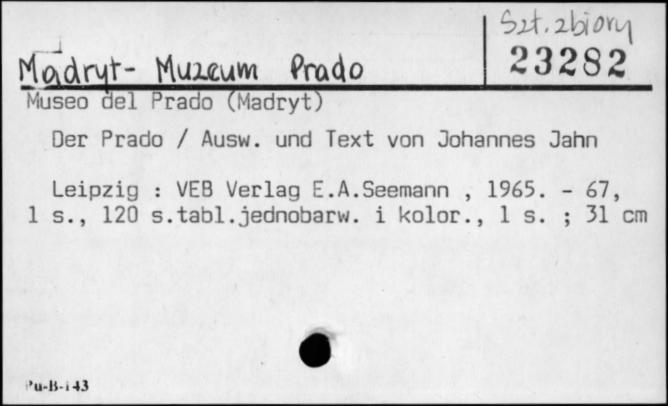 Szt. zbiory
Madryt - Muzeum Prado
23282
Museo del Prado (Madryt)
Der Prado / Ausw. und Text von Johannes Jahn
Leipzig : VEB Verlag E.A.Seemann , 1965. - 67,
1 s., 120 s.tabl.jednobarw. i kolor., 1 s. ; 31 cm
Pu-B-143